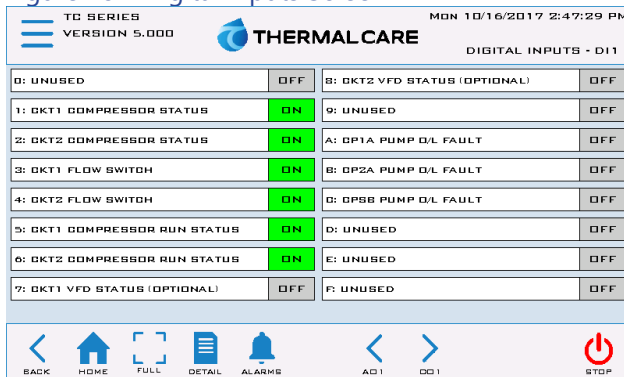 TC SERIES
VERSION 5.000
THERMALCARE
MON 10/16/2017 2:47:29 PM
DIGITAL INPUTS - DI1
0: UNUSED OFF
1: CKT1 COMPRESSOR STATUS ON
2: CKT2 COMPRESSOR STATUS ON
3: CKT1 FLOW SWITCH ON
4: CKT2 FLOW SWITCH ON
5: CKT1 COMPRESSOR RUN STATUS ON
6: CKT2 COMPRESSOR RUN STATUS ON
7: CKT1 VFD STATUS (OPTIONAL) OFF
8: CKT2 VFD STATUS (OPTIONAL) OFF
9: UNUSED OFF
A: CP1A PUMP O/L FAULT OFF
B: CP2A PUMP O/L FAULT OFF
C: CPSB PUMP O/L FAULT OFF
D: UNUSED OFF
E: UNUSED OFF
F: UNUSED OFF
BACK HOME FULL DETAIL ALARMS AO1 DO1 STOP